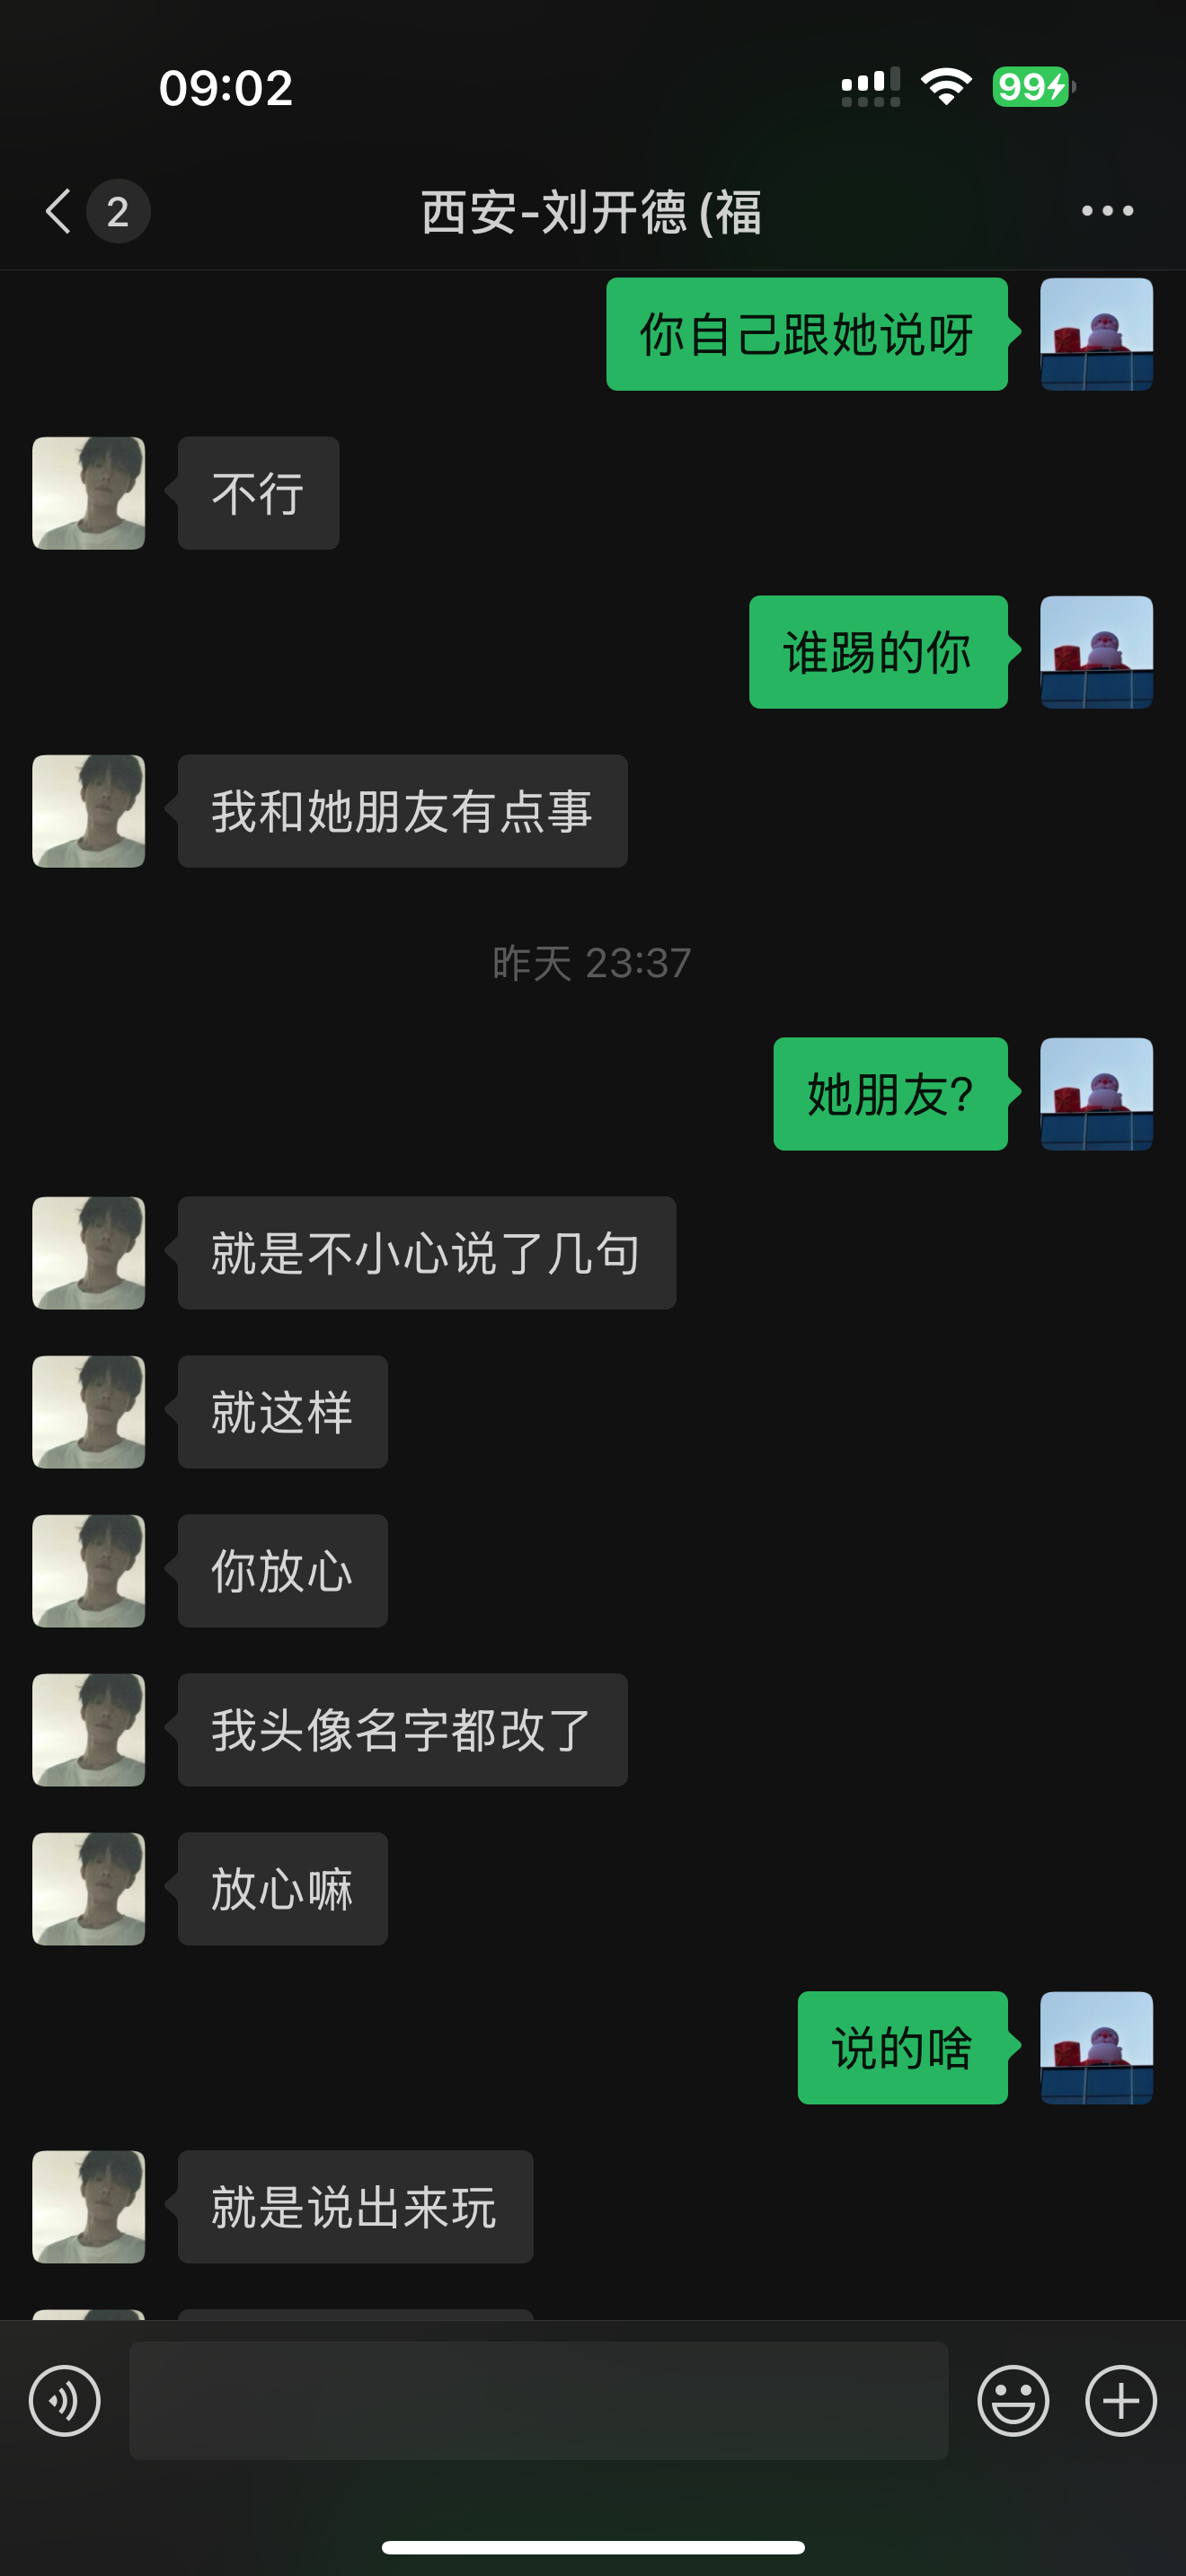 09:02
99
2
西安-刘开德 (福
你自己跟她说呀
不行
谁踢的你
我和她朋友有点事
昨天 23:37
她朋友?
就是不小心说了几句
就这样
你放心
我头像名字都改了
放心嘛
说的啥
就是说出来玩